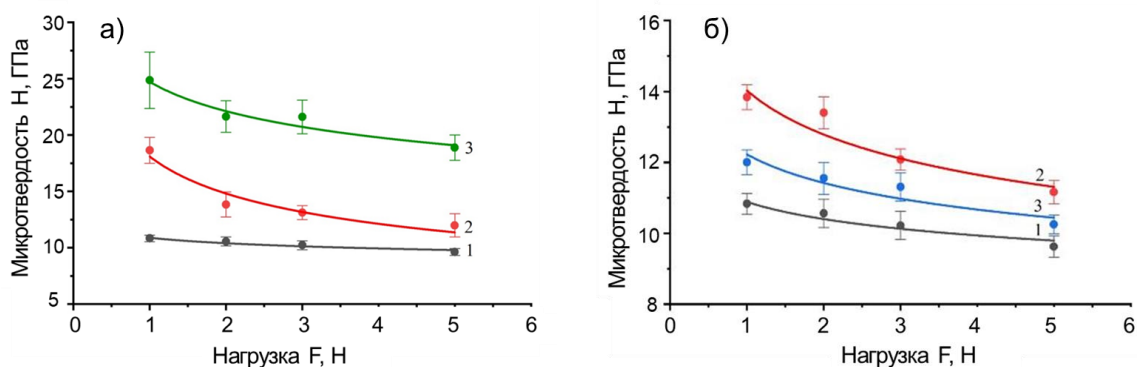 а)
Микротвердость H, ГПа
30
25
20
15
10
5
3
2
1
0 1 2 3 4 5 6
Нагрузка F, Н
б)
Микротвердость H, ГПа
16
14
12
10
8
2
3
1
0 1 2 3 4 5 6
Нагрузка F, Н